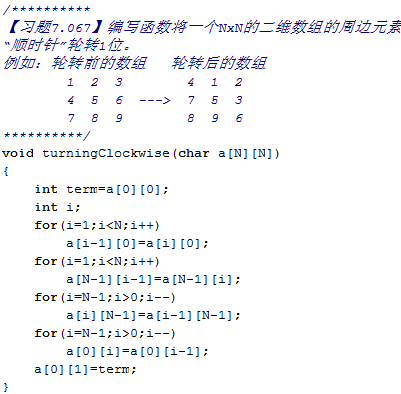 /**********
【习题7.067】编写函数将一个NxN的二维数组的周边元素
“顺时针”轮转1位。
例如: 轮转前的数组 轮转后的数组
1 2 3 4 1 2
4 5 6 ---> 7 5 3
7 8 9 8 9 6
**********/
void turningClockwise(char a[N][N])
{
int term=a[0][0];
int i;
for(i=1;i<N;i++)
a[i-1][0]=a[i][0];
for(i=1;i<N;i++)
a[N-1][i-1]=a[N-1][i];
for(i=N-1;i>0;i--)
a[i][N-1]=a[i-1][N-1];
for(i=N-1;i>0;i--)
a[0][i]=a[0][i-1];
a[0][1]=term;
}